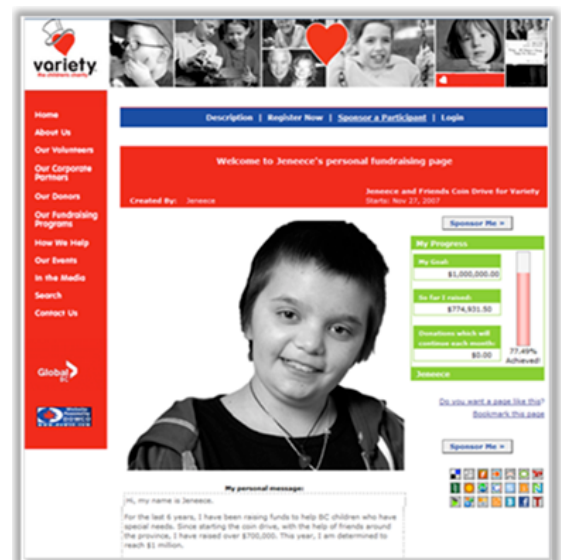 variety
the children's charity
Home
About Us
Our Volunteers
Our Corporate
Partners
Our Donors
Our Fundraising
Programs
How We Help
Our Events
In the Media
Search
Contact Us
Global
BC
Description | Register Now | Sponsor a Participant | Login
Welcome to Jeneece's personal fundraising page
Jeneece and Friends Coin Drive for Variety
Created By: Jeneece
Starts: Nov 27, 2007
Sponsor Me »
My Progress
My Goal:
$1,000,000.00
So far I raised:
$774,931.50
Donations which will
continue each month:
$0.00
77.49%
Achieved!
Jeneece
Do you want a page like this?
Bookmark this page
Sponsor Me »
My personal message:
Hi, my name is Jeneece.
For the last 6 years, I have been raising funds to help BC children who have
special needs. Since starting the coin drive, with the help of friends around
the province, I have raised over $700,000. This year, I am determined to
reach $1 million.